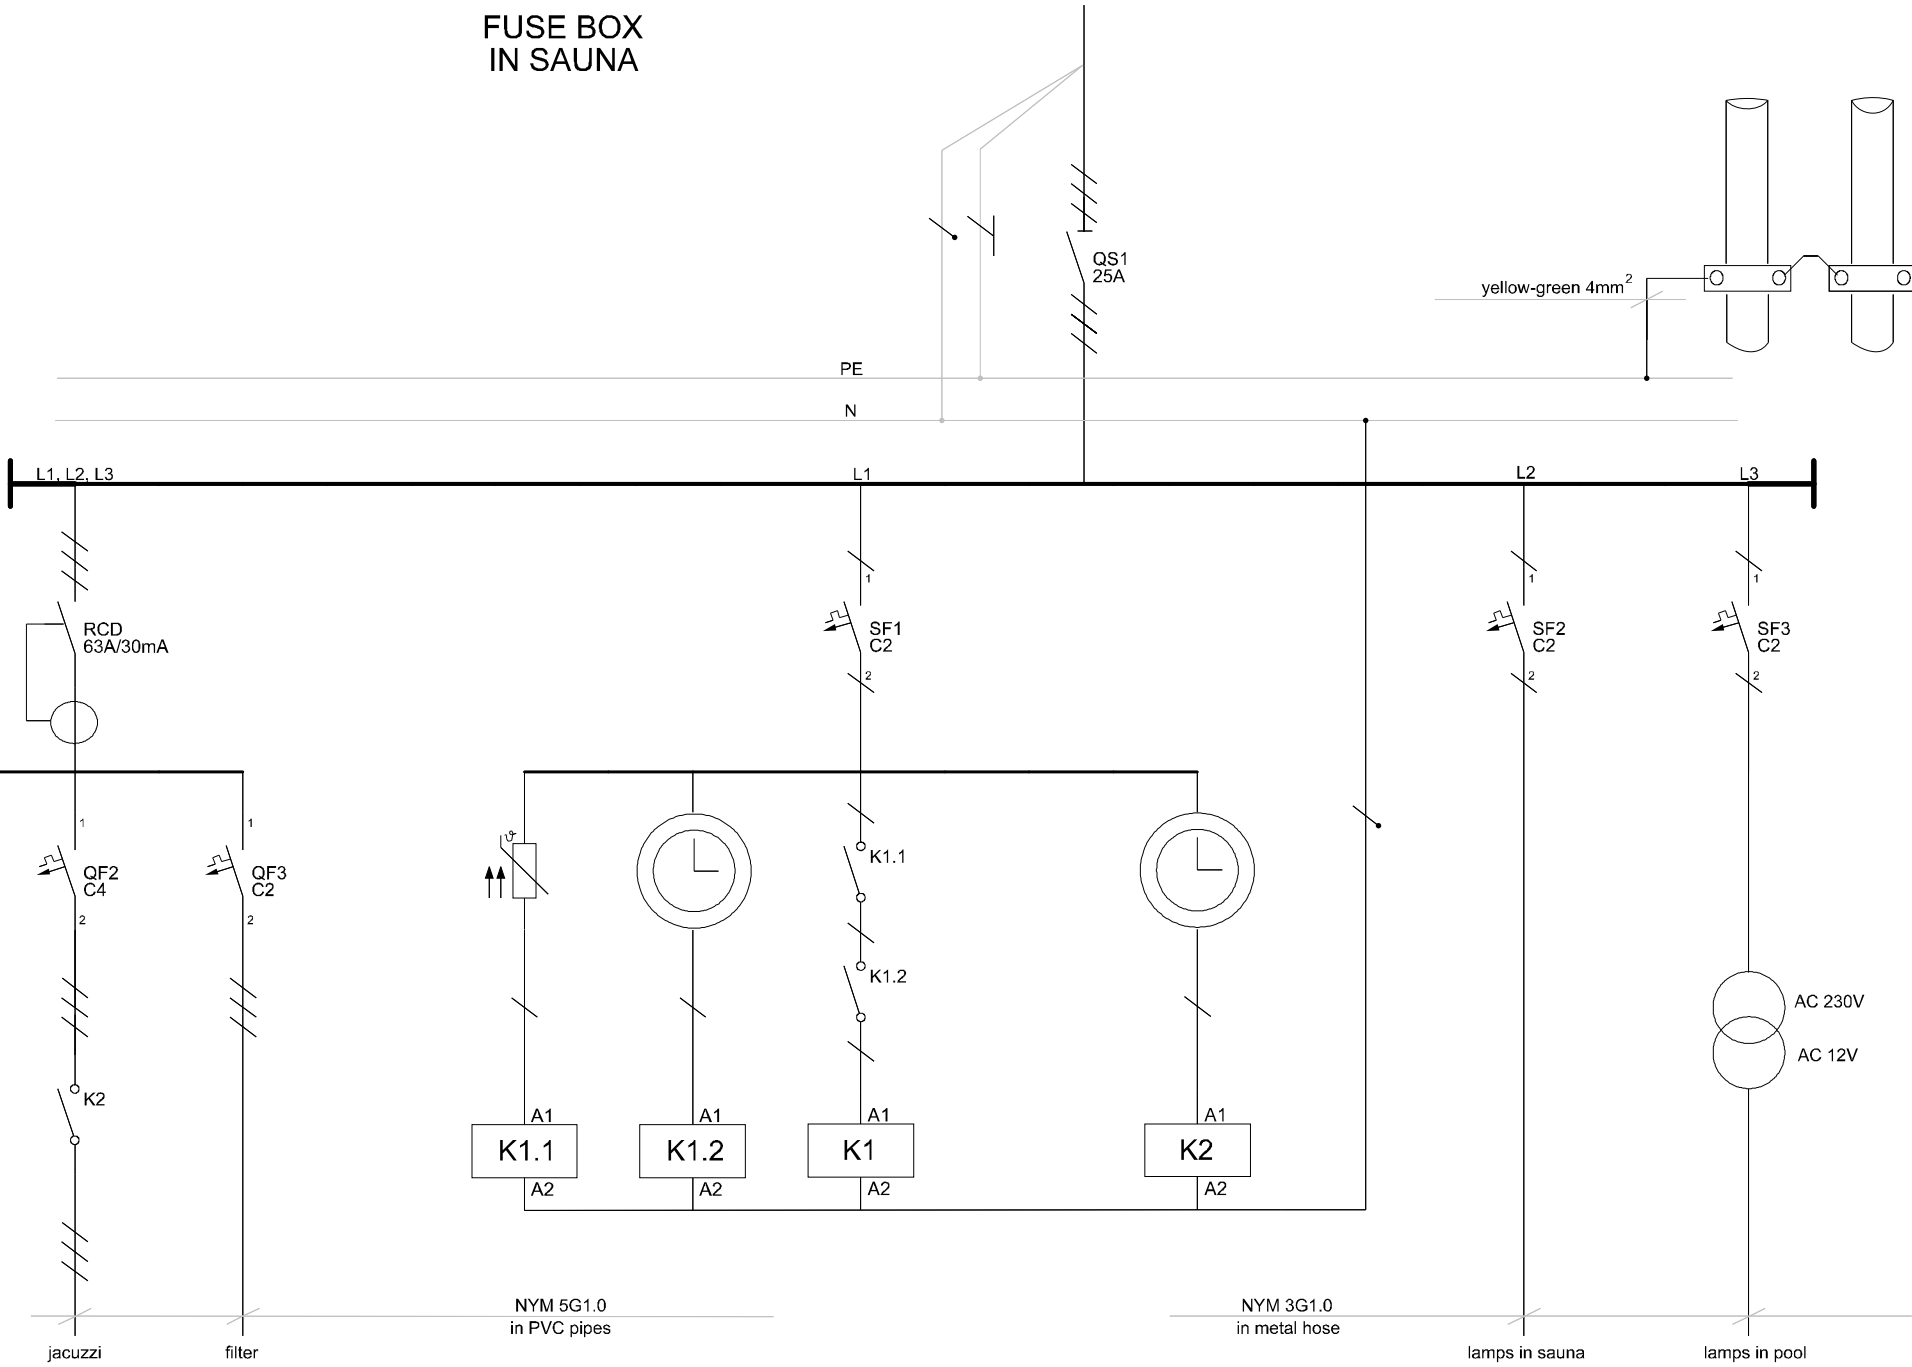 FUSE BOX
IN SAUNA
QS1
25A
yellow-green 4mm²
PE
N
L1, L2, L3
L1
L2
L3
1
1
1
RCD
63A/30mA
SF1
C2
SF2
C2
SF3
C2
2
2
2
1
1
ϑ
QF2
C4
QF3
C2
K1.1
2
2
K1.2
AC 230V
AC 12V
K2
A1
A1
A1
A1
K1.1
K1.2
K1
K2
A2
A2
A2
A2
NYM 5G1.0
in PVC pipes
NYM 3G1.0
in metal hose
jacuzzi
filter
lamps in sauna
lamps in pool